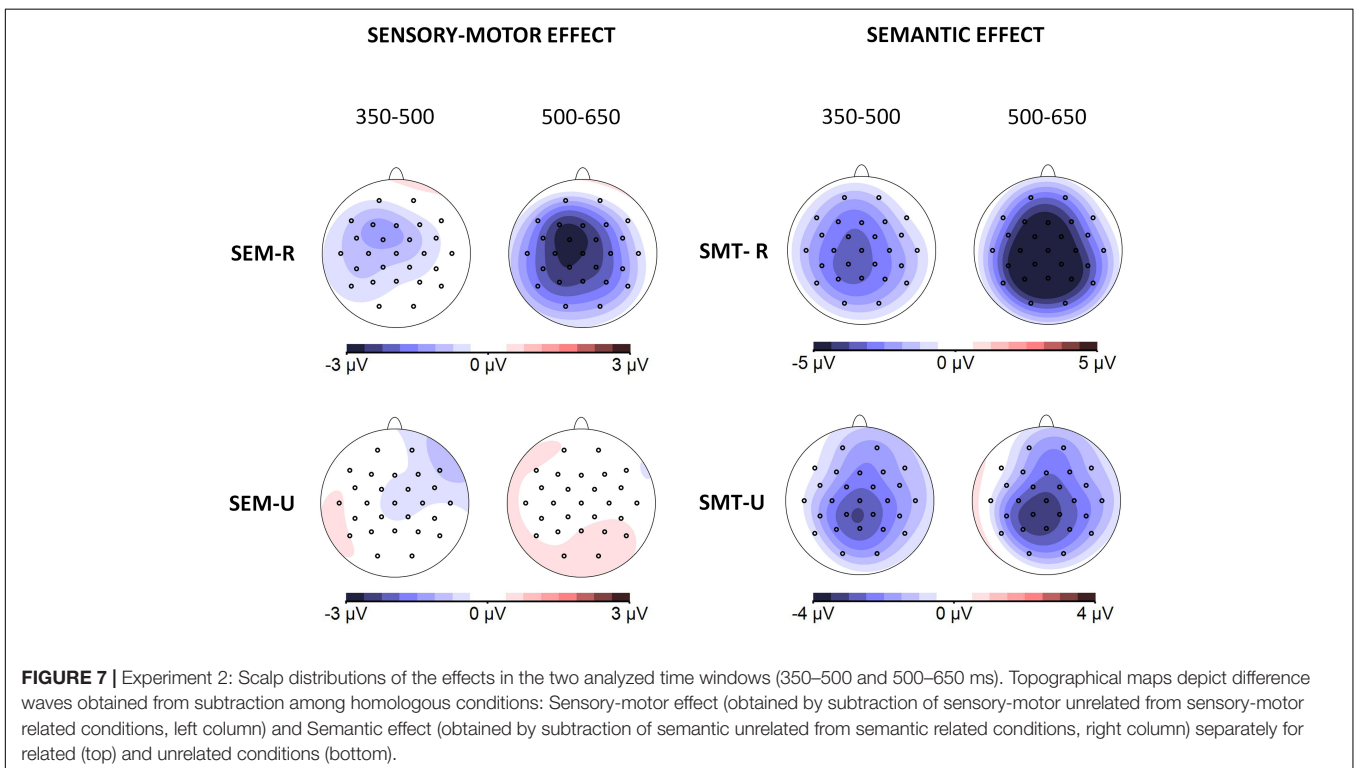 SENSORY-MOTOR EFFECT SEMANTIC EFFECT
350-500 500-650 350-500 500-650
SEM-R SMT- R
-3 µV 0 µV 3 µV -5 µV 0 µV 5 µV
SEM-U SMT-U
-3 µV 0 µV 3 µV -4 µV 0 µV 4 µV
FIGURE 7 | Experiment 2: Scalp distributions of the effects in the two analyzed time windows (350–500 and 500–650 ms). Topographical maps depict difference
waves obtained from subtraction among homologous conditions: Sensory-motor effect (obtained by subtraction of sensory-motor unrelated from sensory-motor
related conditions, left column) and Semantic effect (obtained by subtraction of semantic unrelated from semantic related conditions, right column) separately for
related (top) and unrelated conditions (bottom).